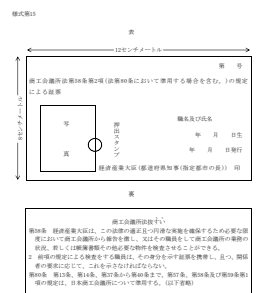 様式第15
表
12センチメートル
8センチメートル
第　　号
商工会議所法第58条第2項（法第80条において準用する場合を含む。）の規定
による証票
写
真
押出スタンプ
職名及び氏名
年　　月　　日生
年　　月　　日発行
経済産業大臣（都道府県知事（指定都市の長））　印
裏
商工会議所法抜すい
第58条　経済産業大臣は、この法律の適正且つ円滑な実施を確保するため必要な限
度において商工会議所から報告を徴し、又はその職員をして商工会議所の業務の
状況、若しくは帳簿書類その他必要な物件を検査させることができる。
2　前項の規定による検査をする職員は、その身分を示す証票を携帯し、且つ、関係
者の要求に応じて、これを示さなければならない。
第80条　第13条、第14条、第37条から第40条まで、第57条、第58条及び第59条第1
項の規定は、日本商工会議所について準用する。（以下省略）